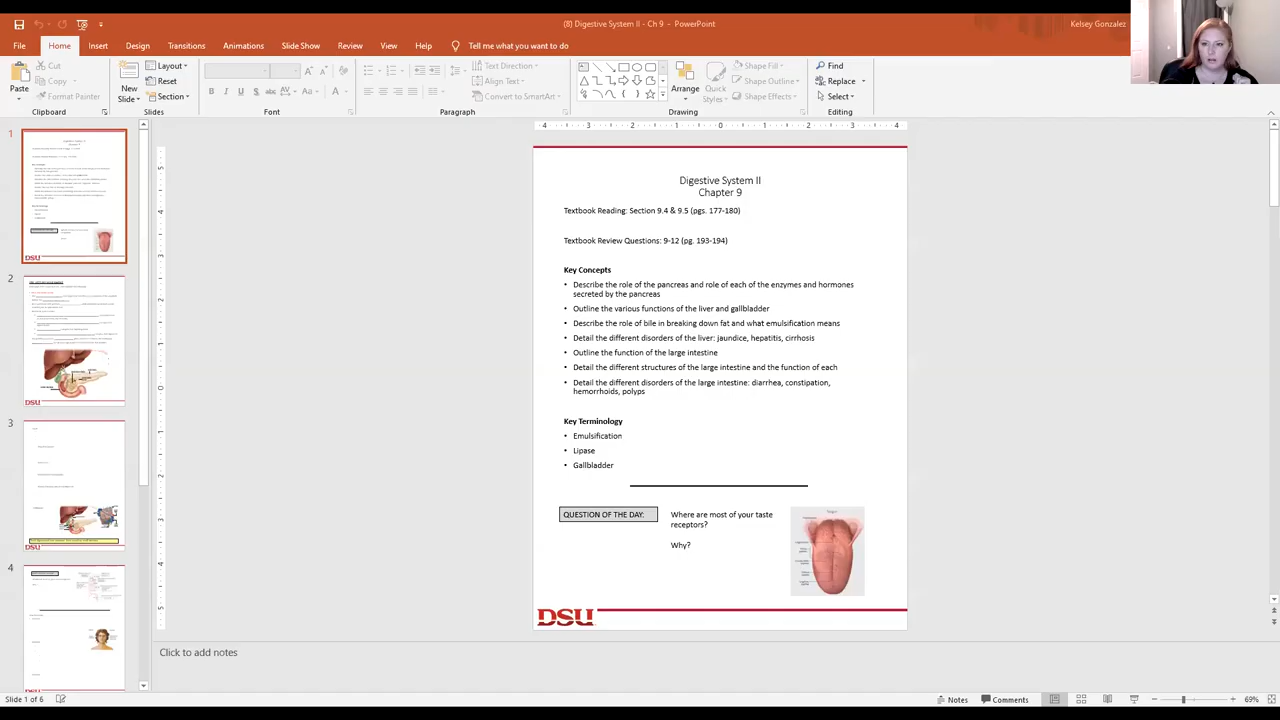 (8) Digestive System II - Ch 9 - PowerPoint
Kelsey Gonzalez
File Home Insert Design Transitions Animations Slide Show Review View Help Tell me what you want to do
Cut
Copy
Format Painter
Paste
Clipboard
New Slide
Layout
Reset
Section
Slides
Font
Text Direction
Align Text
Convert to SmartArt
Paragraph
Arrange
Quick Styles
Shape Fill
Shape Outline
Shape Effects
Drawing
Find
Replace
Select
Editing
1
2
3
4
Digestive System II
Chapter 9
Textbook Reading: Section 9.4 & 9.5 (pgs. 177-180)
Textbook Review Questions: 9-12 (pg. 193-194)
Key Concepts
• Describe the role of the pancreas and role of each of the enzymes and hormones
secreted by the pancreas
• Outline the various functions of the liver and gallbladder
• Describe the role of bile in breaking down fat and what emulsification means
• Detail the different disorders of the liver: jaundice, hepatitis, cirrhosis
• Outline the function of the large intestine
• Detail the different structures of the large intestine and the function of each
• Detail the different disorders of the large intestine: diarrhea, constipation,
hemorrhoids, polyps
Key Terminology
• Emulsification
• Lipase
• Gallbladder
QUESTION OF THE DAY:
Where are most of your taste
receptors?
Why?
DSU
Click to add notes
Slide 1 of 6
Notes
Comments
69%